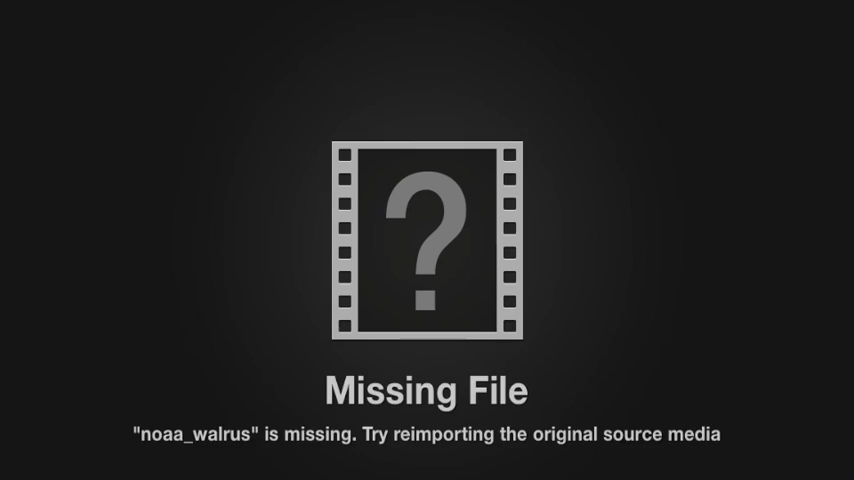 ?
Missing File
"noaa_walrus" is missing. Try reimporting the original source media